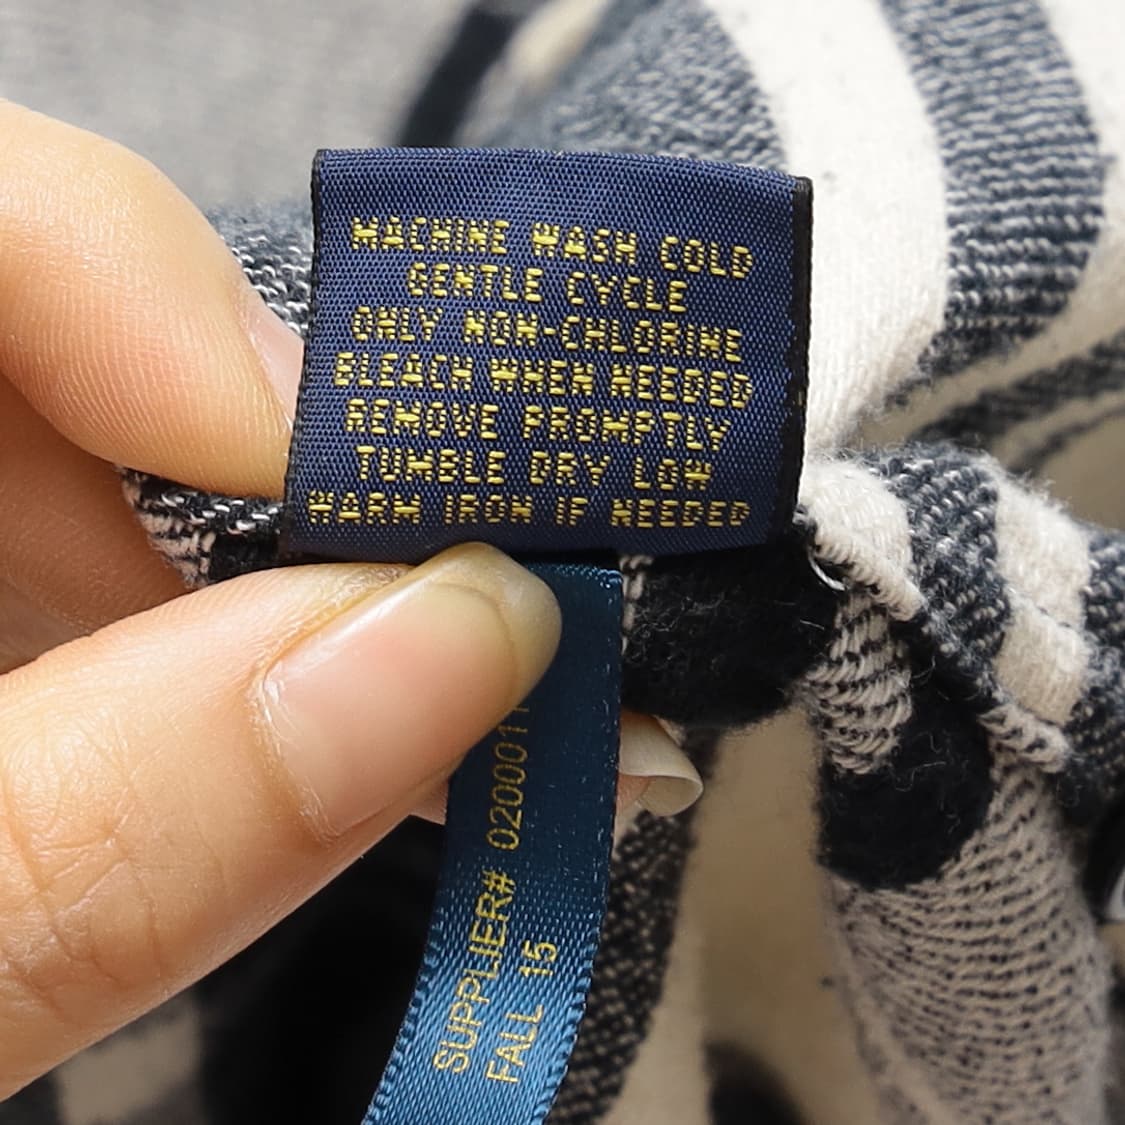 MACHINE WASH COLD
GENTLE CYCLE
ONLY NON-CHLORINE
BLEACH WHEN NEEDED
REMOVE PROMPTLY
TUMBLE DRY LOW
WARM IRON IF NEEDED
SUPPLIER#
FALL 15